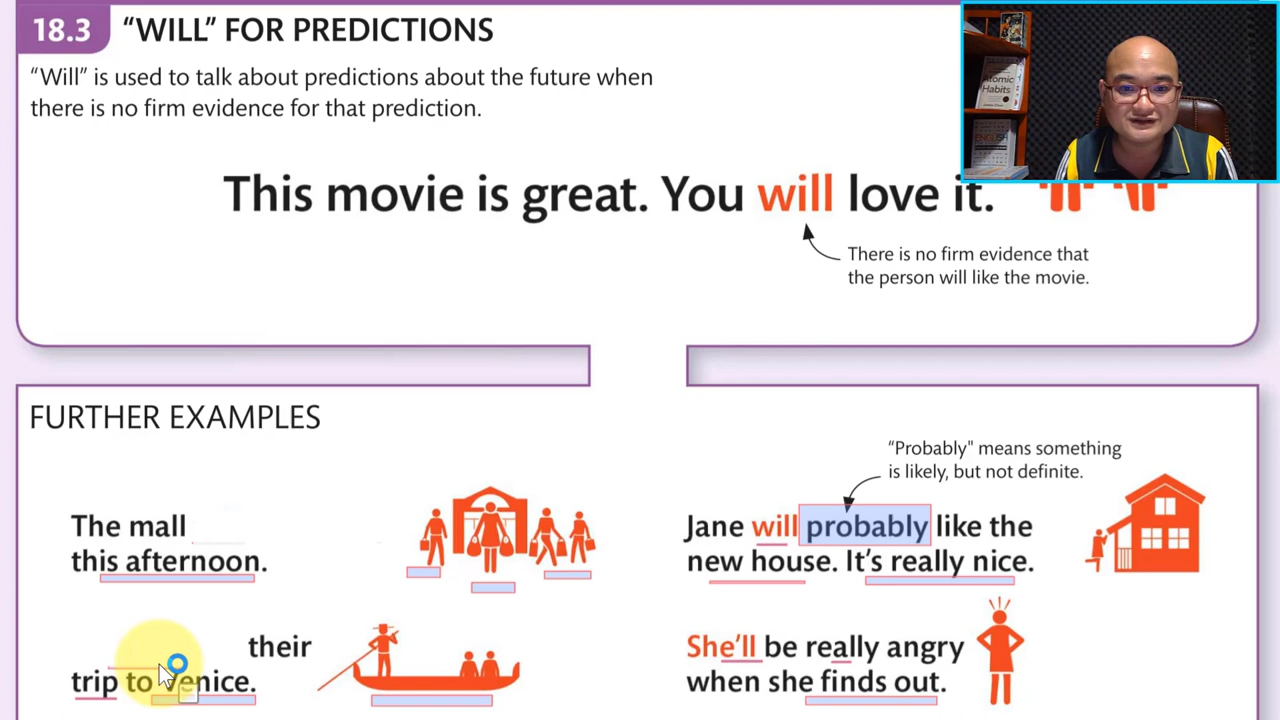 18.3 “WILL” FOR PREDICTIONS
“Will” is used to talk about predictions about the future when
there is no firm evidence for that prediction.
This movie is great. You will love it.
There is no firm evidence that
the person will like the movie.
Atomic
Habits
ENGLISH
FURTHER EXAMPLES
“Probably" means something
is likely, but not definite.
The mall
this afternoon.
Jane will probably like the
new house. It’s really nice.
their
trip to Venice.
She’ll be really angry
when she finds out.